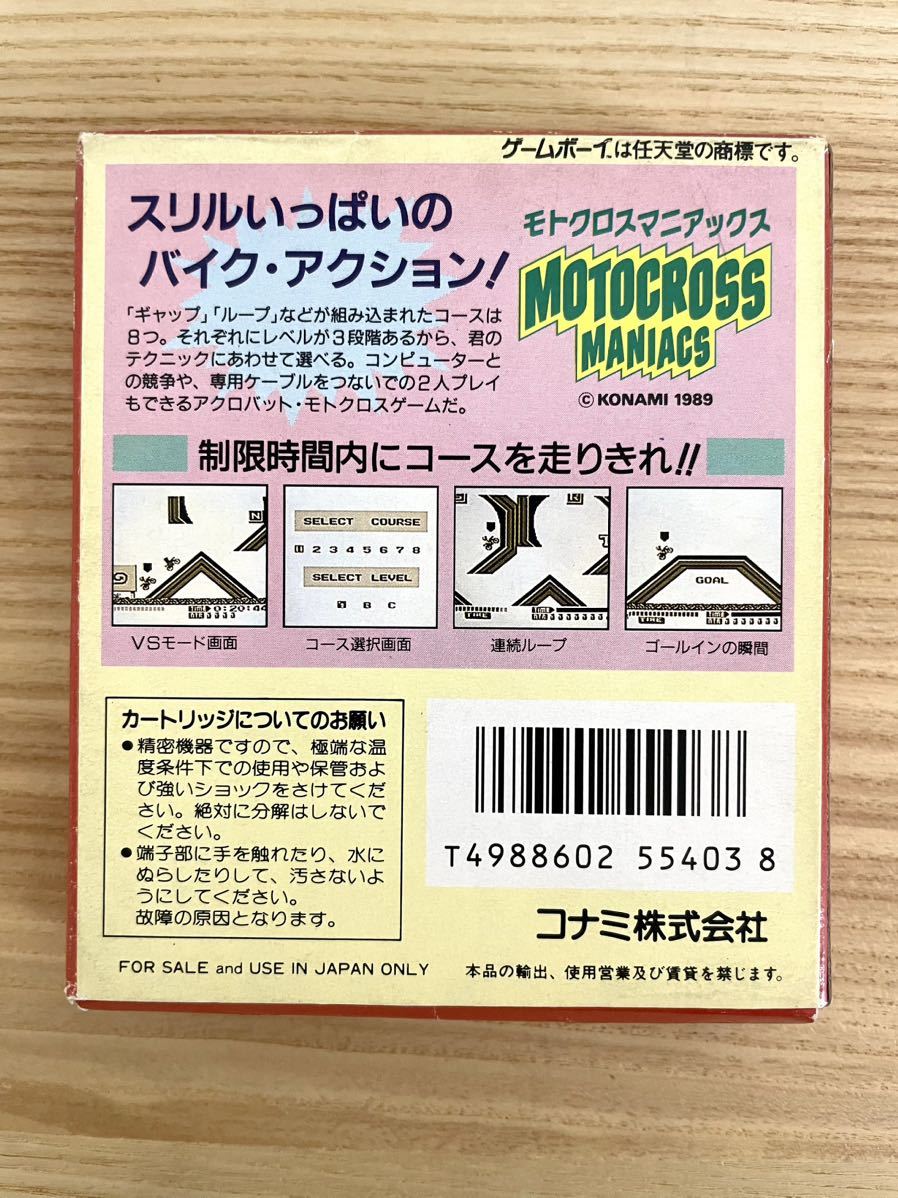 ゲームボーイは任天堂の商標です。
スリルいっぱいの
バイク・アクション!
モトクロスマニアックス
MOTOCROSS
MANIACS
© KONAMI 1989
「ギャップ」「ループ」などが組み込まれたコースは
8つ。それぞれにレベルが3段階あるから、君の
テクニックにあわせて選べる。コンピューターと
の競争や、専用ケーブルをつないでの2人プレイ
もできるアクロバット・モトクロスゲームだ。
制限時間内にコースを走りきれ!!
N
TIME 0:20:44
SELECT COURSE
1 2 3 4 5 6 7 8
SELECT LEVEL
B C
TIME
TIME
GOAL
TIME
TIME
VSモード画面
コース選択画面
連続ループ
ゴールインの瞬間
カートリッジについてのお願い
●精密機器ですので、極端な温
度条件下での使用や保管およ
び強いショックをさけてくだ
さい。絶対に分解はしないで
ください。
●端子部に手を触れたり、水に
ぬらしたりして、汚さないよ
うにしてください。
故障の原因となります。
T4988602 55403 8
コナミ株式会社
FOR SALE and USE IN JAPAN ONLY
本品の輸出、使用営業及び賃貸を禁じます。